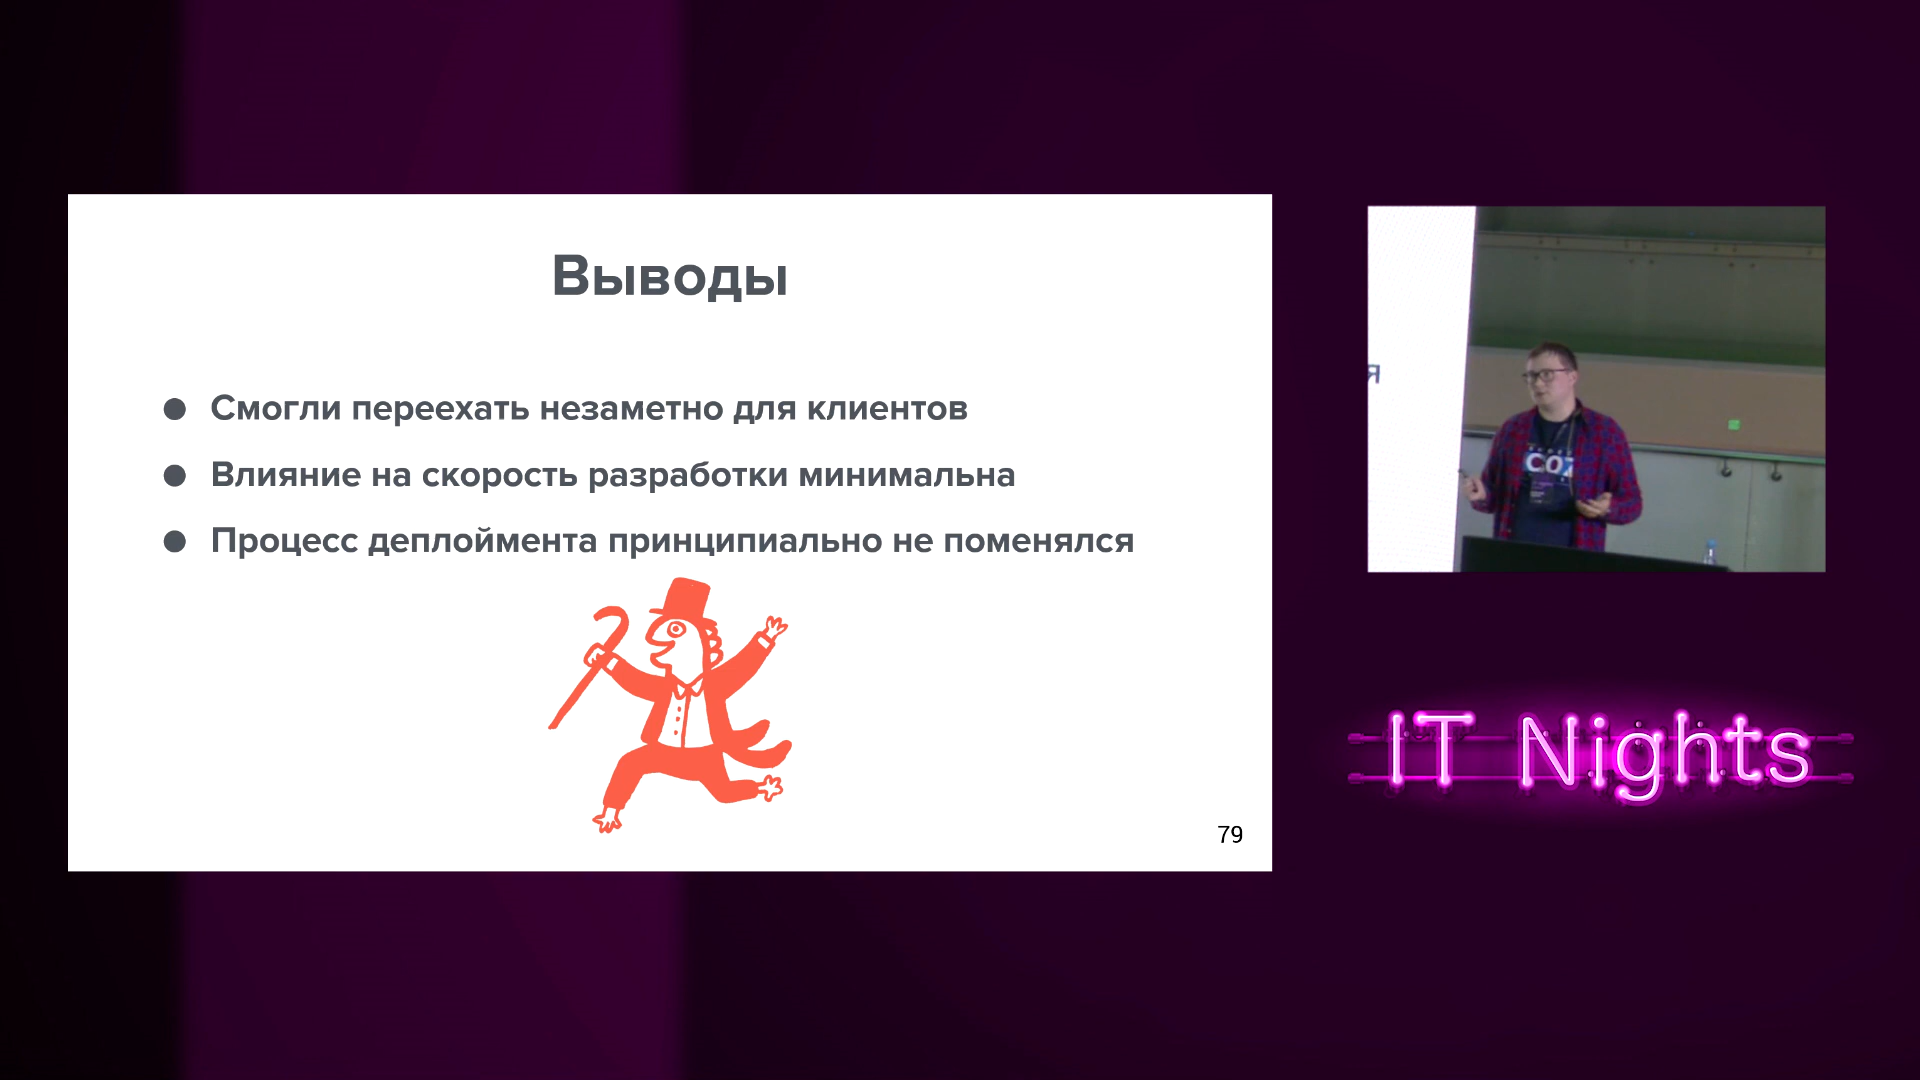 Выводы
● Смогли переехать незаметно для клиентов
● Влияние на скорость разработки минимальна
● Процесс деплоймента принципиально не поменялся
79
я
IT Nights